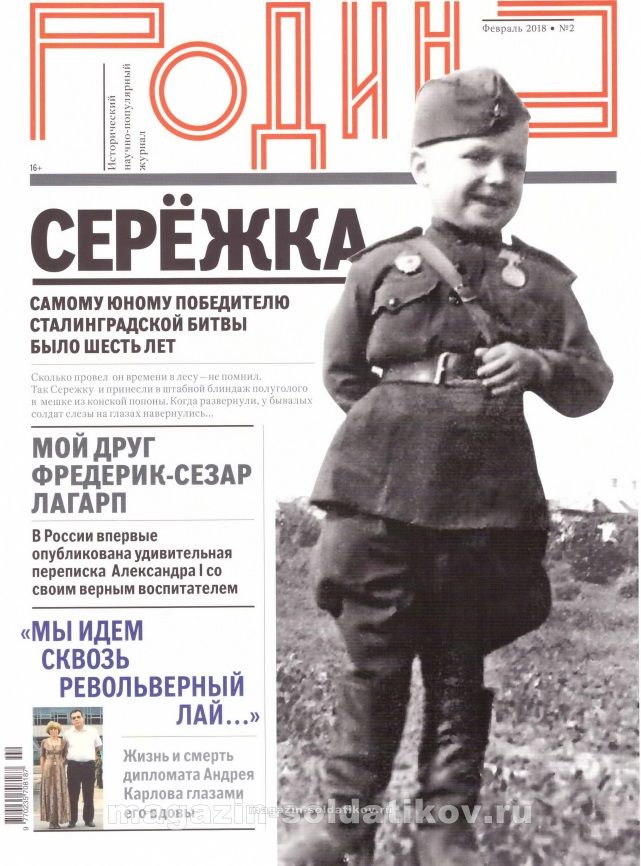 РОДИНА
Февраль 2018 • №2
Исторический
научно-популярный
журнал
16+
СЕРЁЖКА
САМОМУ ЮНОМУ ПОБЕДИТЕЛЮ
СТАЛИНГРАДСКОЙ БИТВЫ
БЫЛО ШЕСТЬ ЛЕТ
Сколько провел он времени в лесу—не помнил.
Так Сережку и принесли в штабной блиндаж полуголого
в мешке из конской попоны. Когда развернули, у бывалых
солдат слезы на глазах навернулись...
МОЙ ДРУГ
ФРЕДЕРИК-СЕЗАР
ЛАГАРП
В России впервые
опубликована удивительная
переписка Александра I со
своим верным воспитателем
«МЫ ИДЕМ
СКВОЗЬ
РЕВОЛЬВЕРНЫЙ
ЛАЙ...»
Жизнь и смерть
дипломата Андрея
Карлова глазами
его вдовы
magazin-soldatikov.ru
magazin-soldatikov.ru